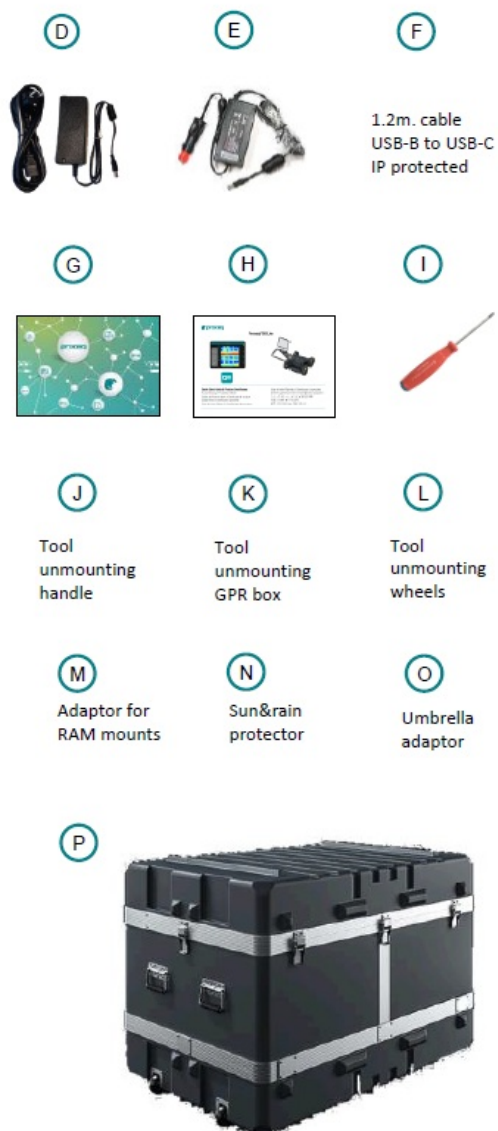 D
E
F
1.2m. cable
USB-B to USB-C
IP protected
G
H
I
J
K
L
Tool
unmounting
handle
Tool
unmounting
GPR box
Tool
unmounting
wheels
M
N
O
Adaptor for
RAM mounts
Sun&rain
protector
Umbrella
adaptor
P